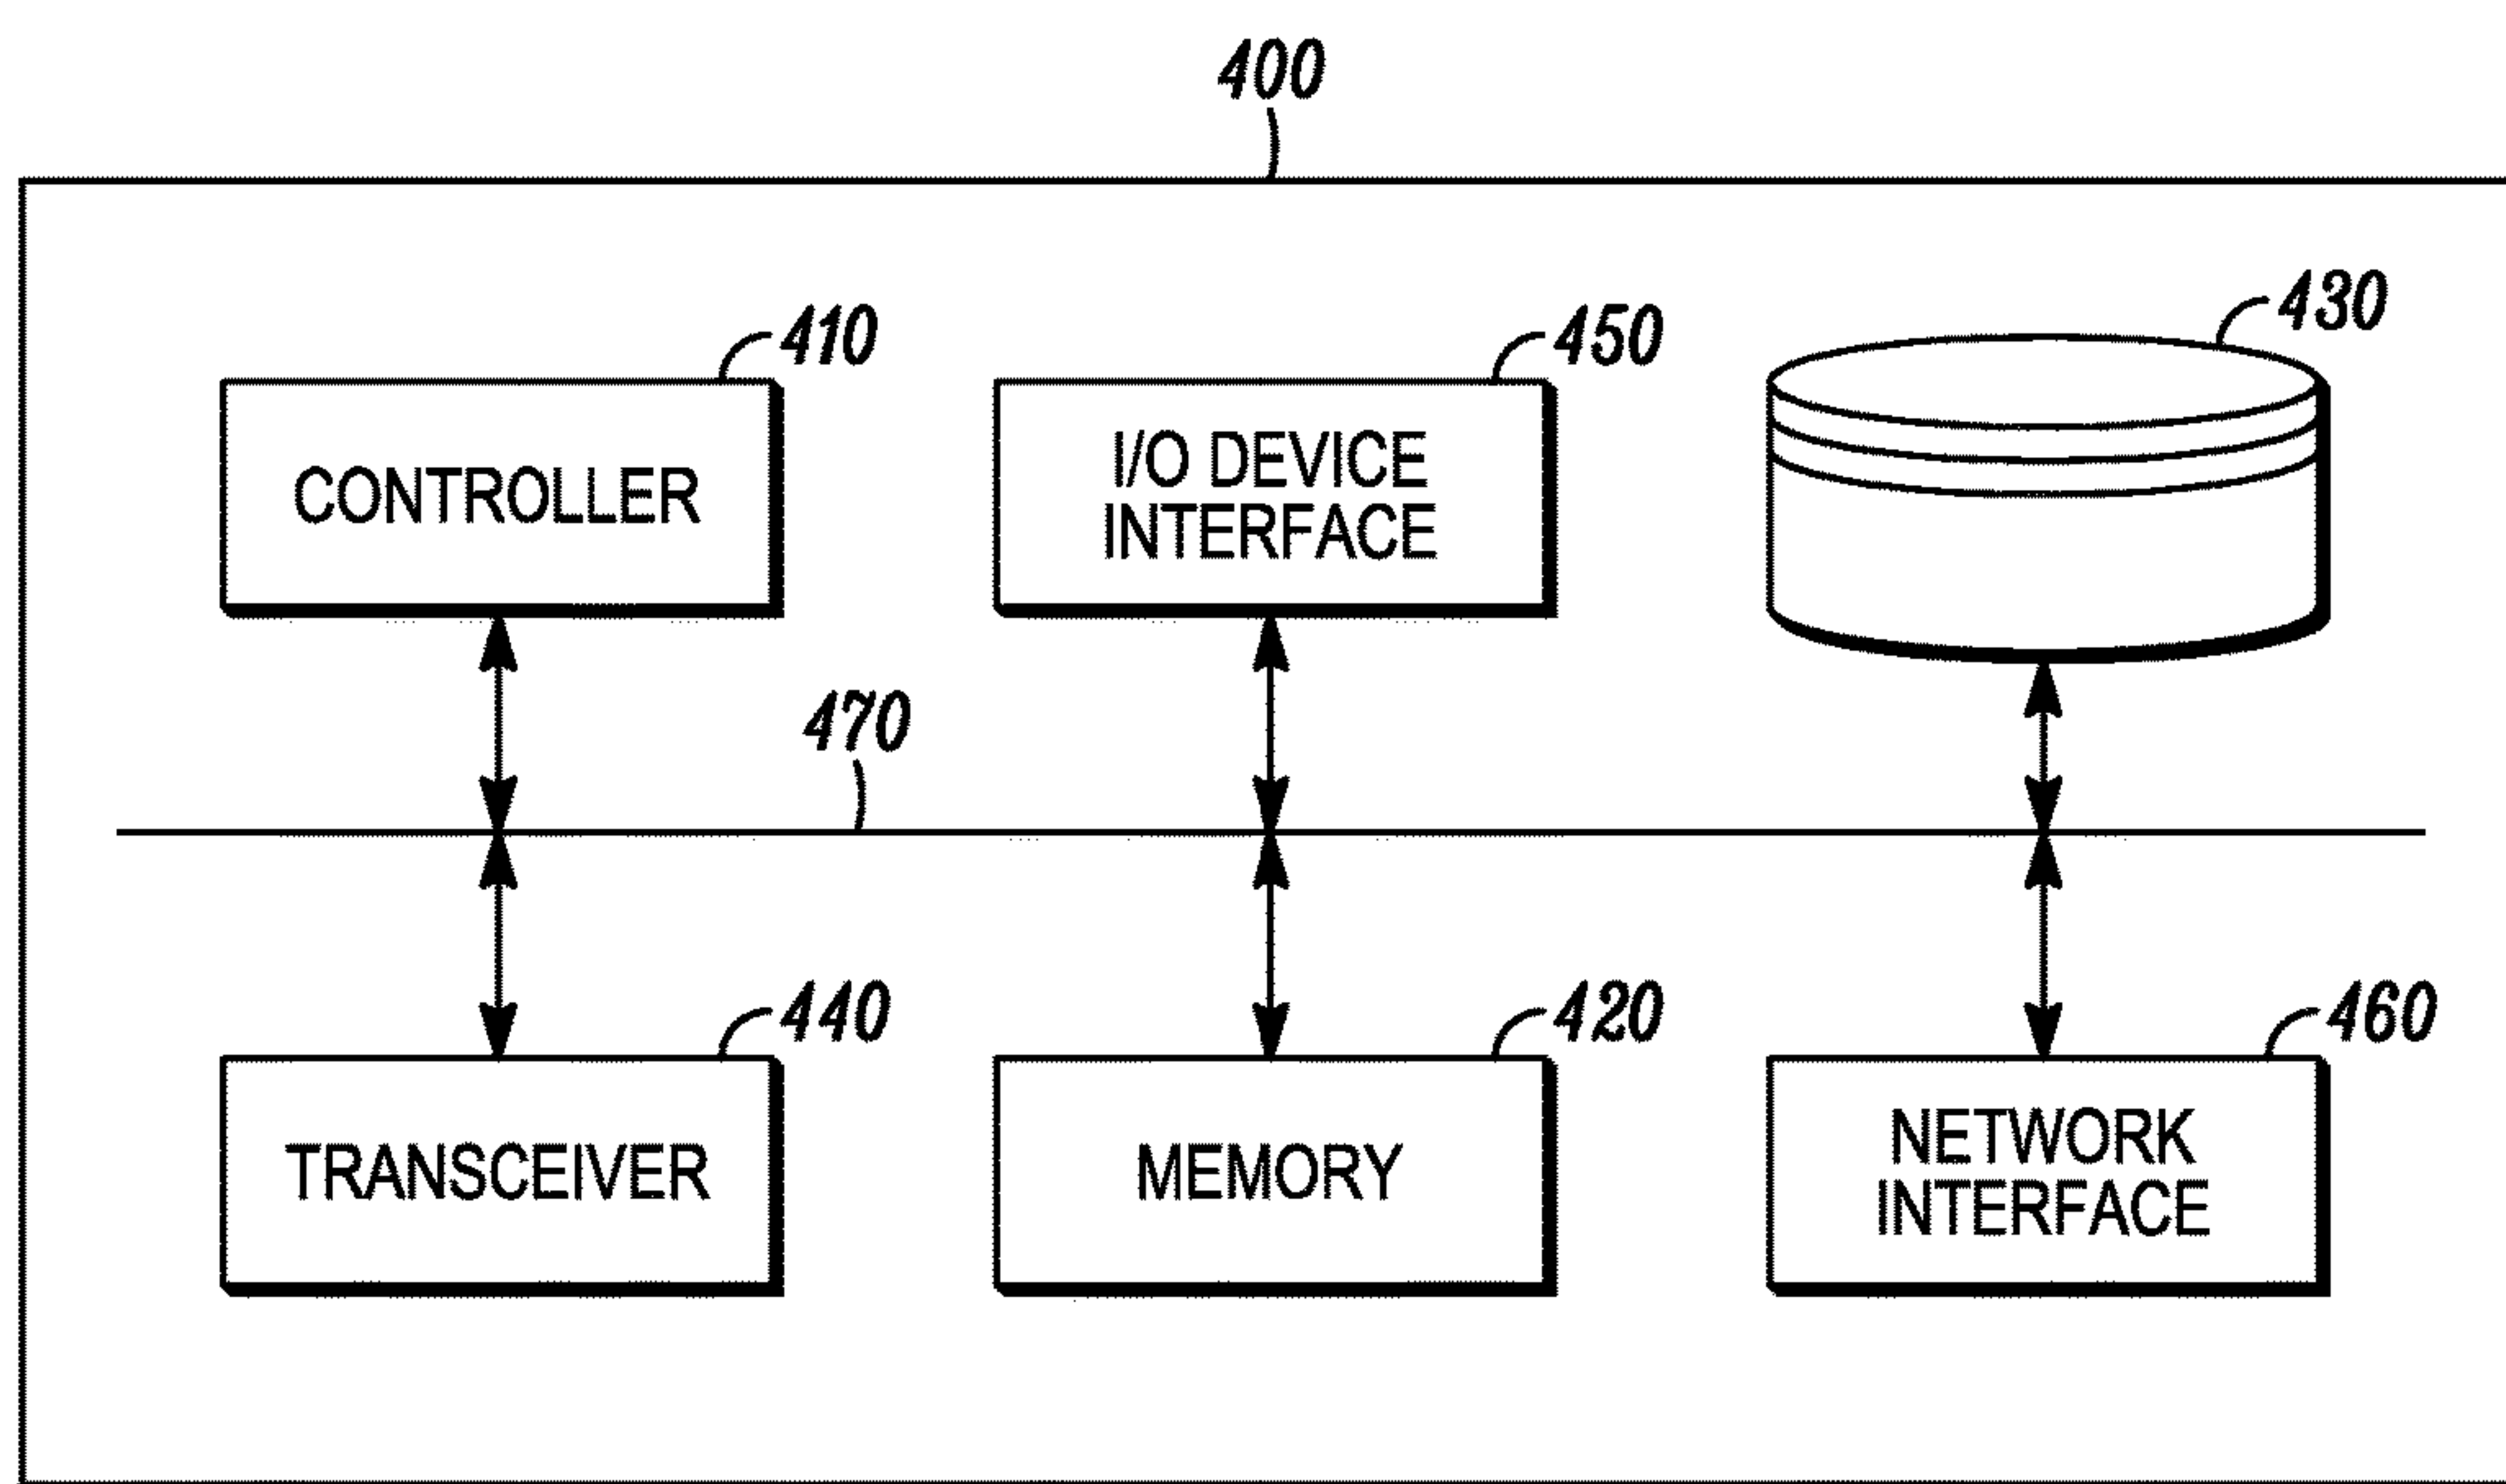 400
410
450
430
CONTROLLER
I/O DEVICE
INTERFACE
470
440
420
460
TRANSCEIVER
MEMORY
NETWORK
INTERFACE